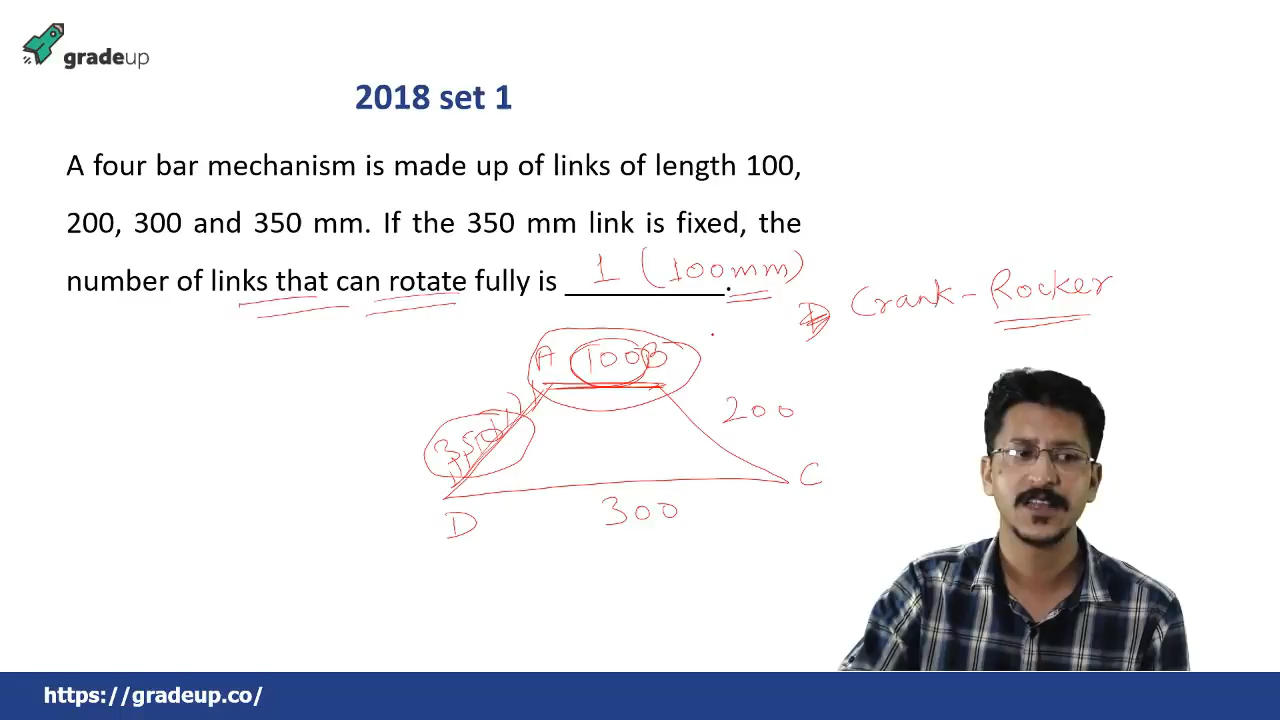 gradeup
2018 set 1
A four bar mechanism is made up of links of length 100,
200, 300 and 350 mm. If the 350 mm link is fixed, the
number of links that can rotate fully is __________.
1 (100mm)
Crank-Rocker
A 100 B
200
350
C
300
D
https://gradeup.co/